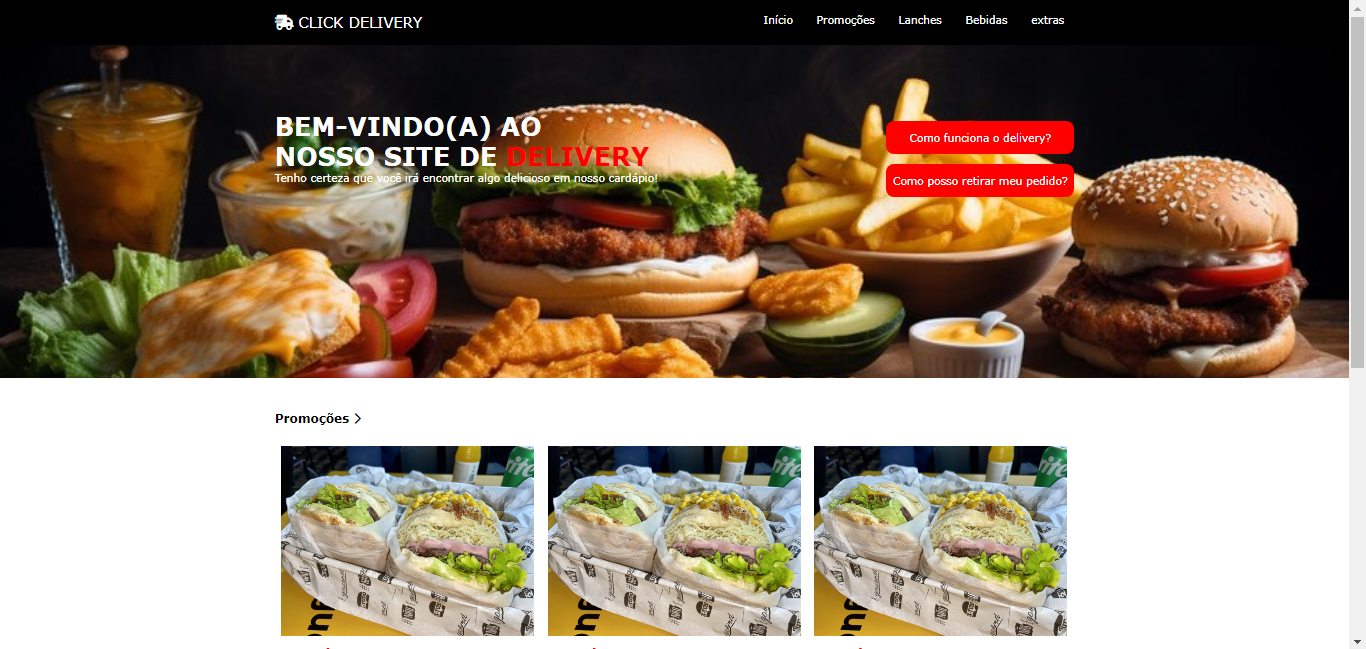 CLICK DELIVERY
Início Promoções Lanches Bebidas extras
BEM-VINDO(A) AO
NOSSO SITE DE DELIVERY
Tenho certeza que você irá encontrar algo delicioso em nosso cardápio!
Como funciona o delivery?
Como posso retirar meu pedido?
Promoções